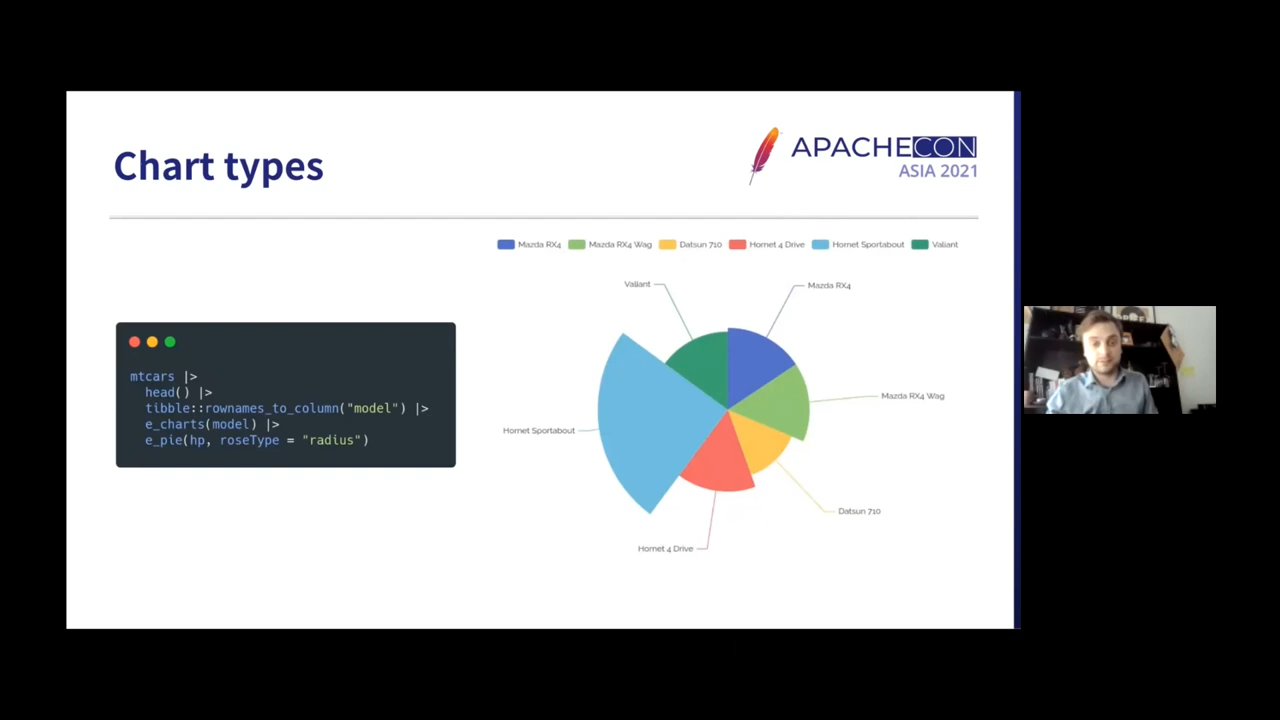 Chart types
APACHECON
ASIA 2021
Mazda RX4 Mazda RX4 Wag Datsun 710 Hornet 4 Drive Hornet Sportabout Valiant
Valiant
Mazda RX4
mtcars |>
head() |>
tibble::rownames_to_column("model") |>
e_charts(model) |>
e_pie(hp, roseType = "radius")
Mazda RX4 Wag
Hornet Sportabout
Datsun 710
Hornet 4 Drive